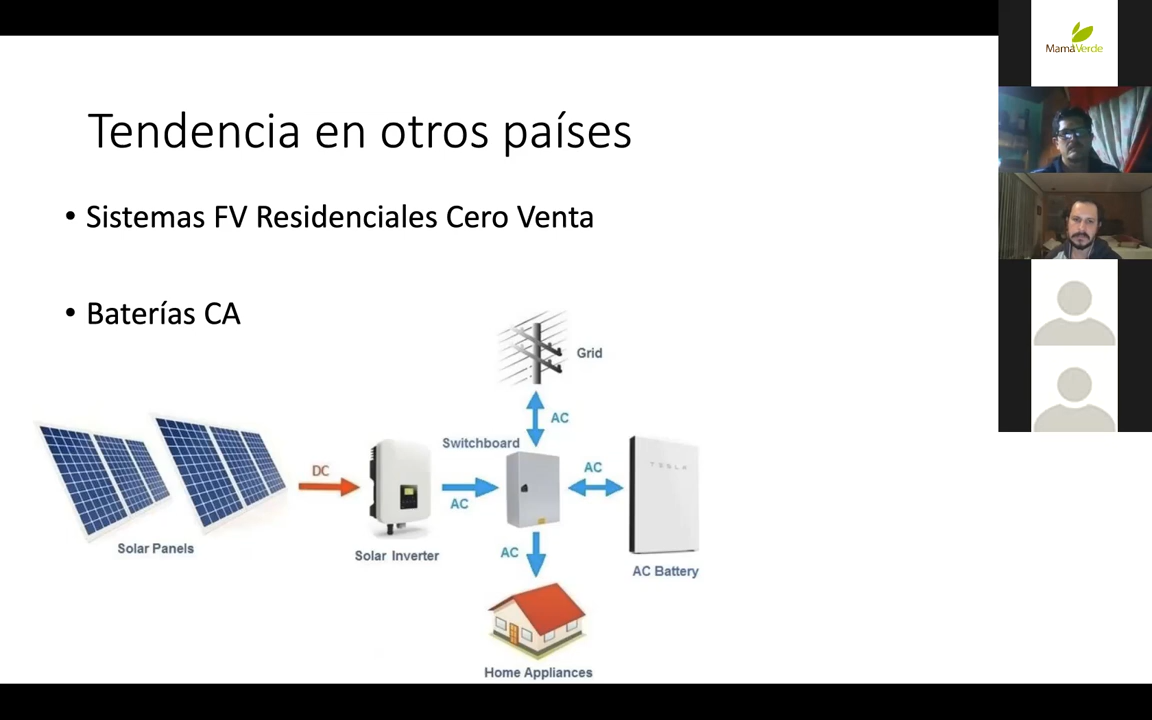 MamáVerde
Tendencia en otros países
• Sistemas FV Residenciales Cero Venta
• Baterías CA
Grid
AC
Switchboard
DC
AC
AC
TESLA
AC
Solar Panels
Solar Inverter
AC Battery
Home Appliances